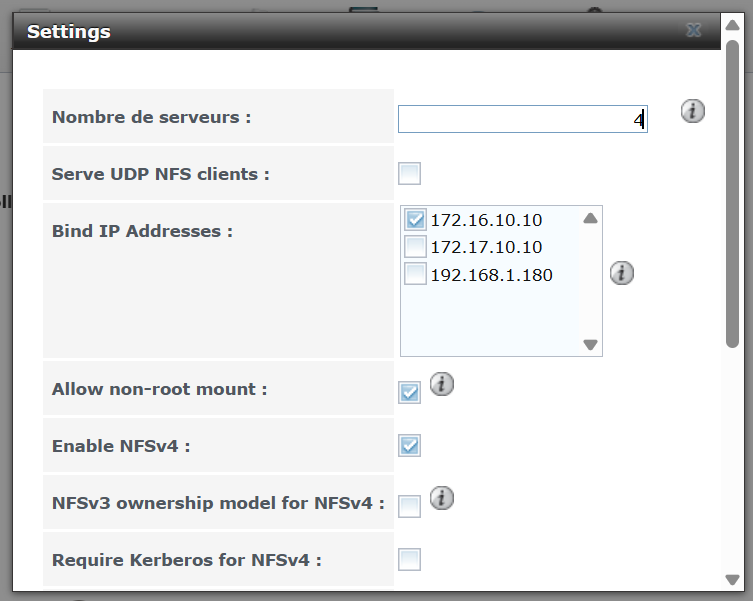 Settings
Nombre de serveurs :
4
Serve UDP NFS clients :
Bind IP Addresses :
172.16.10.10
172.17.10.10
192.168.1.180
Allow non-root mount :
Enable NFSv4 :
NFSv3 ownership model for NFSv4 :
Require Kerberos for NFSv4 :